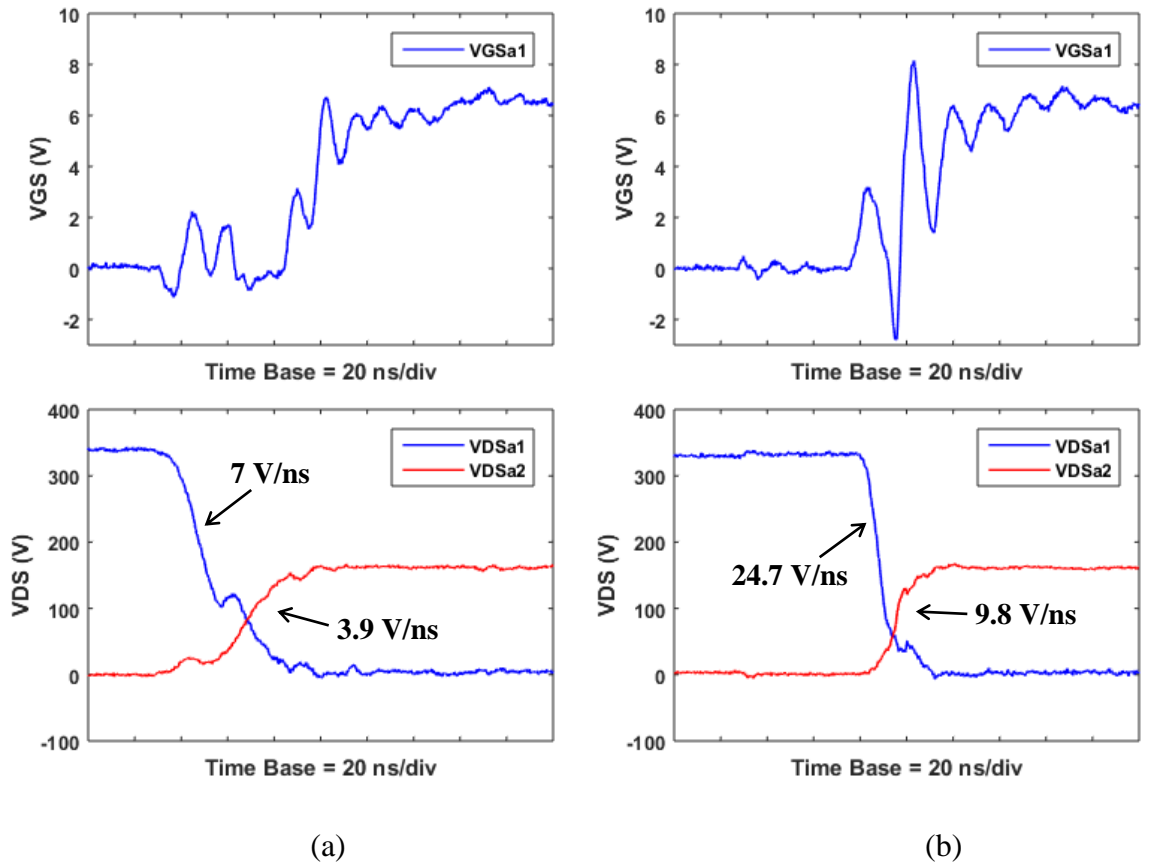 10
8
6
4
2
0
-2
VGS (V)
VGSa1
Time Base = 20 ns/div
10
8
6
4
2
0
-2
VGS (V)
VGSa1
Time Base = 20 ns/div
400
300
200
100
0
-100
VDS (V)
VDSa1
VDSa2
7 V/ns
3.9 V/ns
Time Base = 20 ns/div
400
300
200
100
0
-100
VDS (V)
VDSa1
VDSa2
24.7 V/ns
9.8 V/ns
Time Base = 20 ns/div
(a)
(b)